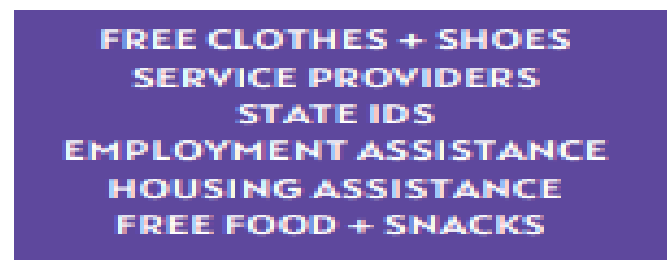 FREE CLOTHES + SHOES
SERVICE PROVIDERS
STATE IDS
EMPLOYMENT ASSISTANCE
HOUSING ASSISTANCE
FREE FOOD + SNACKS